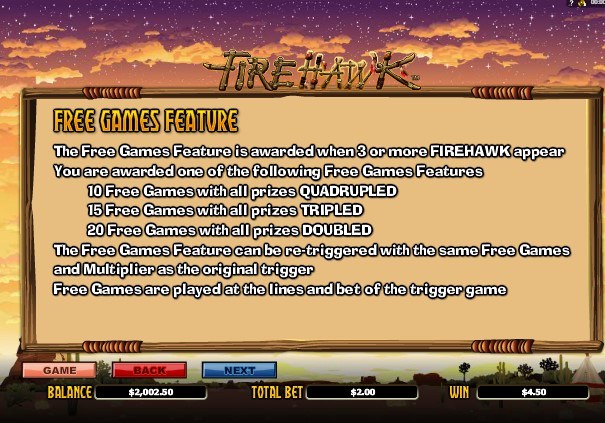 FIREHAWK™
FREE GAMES FEATURE
The Free Games Feature is awarded when 3 or more FIREHAWK appear
You are awarded one of the following Free Games Features
10 Free Games with all prizes QUADRUPLED
15 Free Games with all prizes TRIPLED
20 Free Games with all prizes DOUBLED
The Free Games Feature can be re-triggered with the same Free Games
and Multiplier as the original trigger
Free Games are played at the lines and bet of the trigger game
GAME BACK NEXT
BALANCE $2,002.50 TOTAL BET $2.00 WIN $4.50